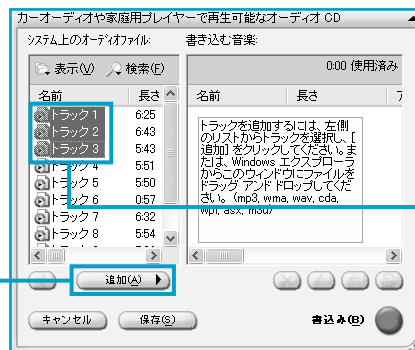 カーオーディオや家庭用プレイヤーで再生可能なオーディオ CD
システム上のオーディオファイル:
書き込む音楽:
表示(V) 検索(F)
0:00 使用済み
名前 長さ
名前 長さ
トラック 1 6:25
トラック 2 6:43
トラック 3 5:43
トラック 4 5:51
トラック 5 5:50
トラック 6 0:57
トラック 7 6:32
トラック 8 5:54
トラックを追加するには、左側
のリストからトラックを選択し、[
追加] をクリックしてください。ま
たは、Windows エクスプローラ
からこのウィンドウにファイルを
ドラッグ アンド ドロップしてくだ
さい。 (mp3, wma, wav, cda,
wpl, asx, m3u)
追加(A)
キャンセル 保存(S)
書込み(B)